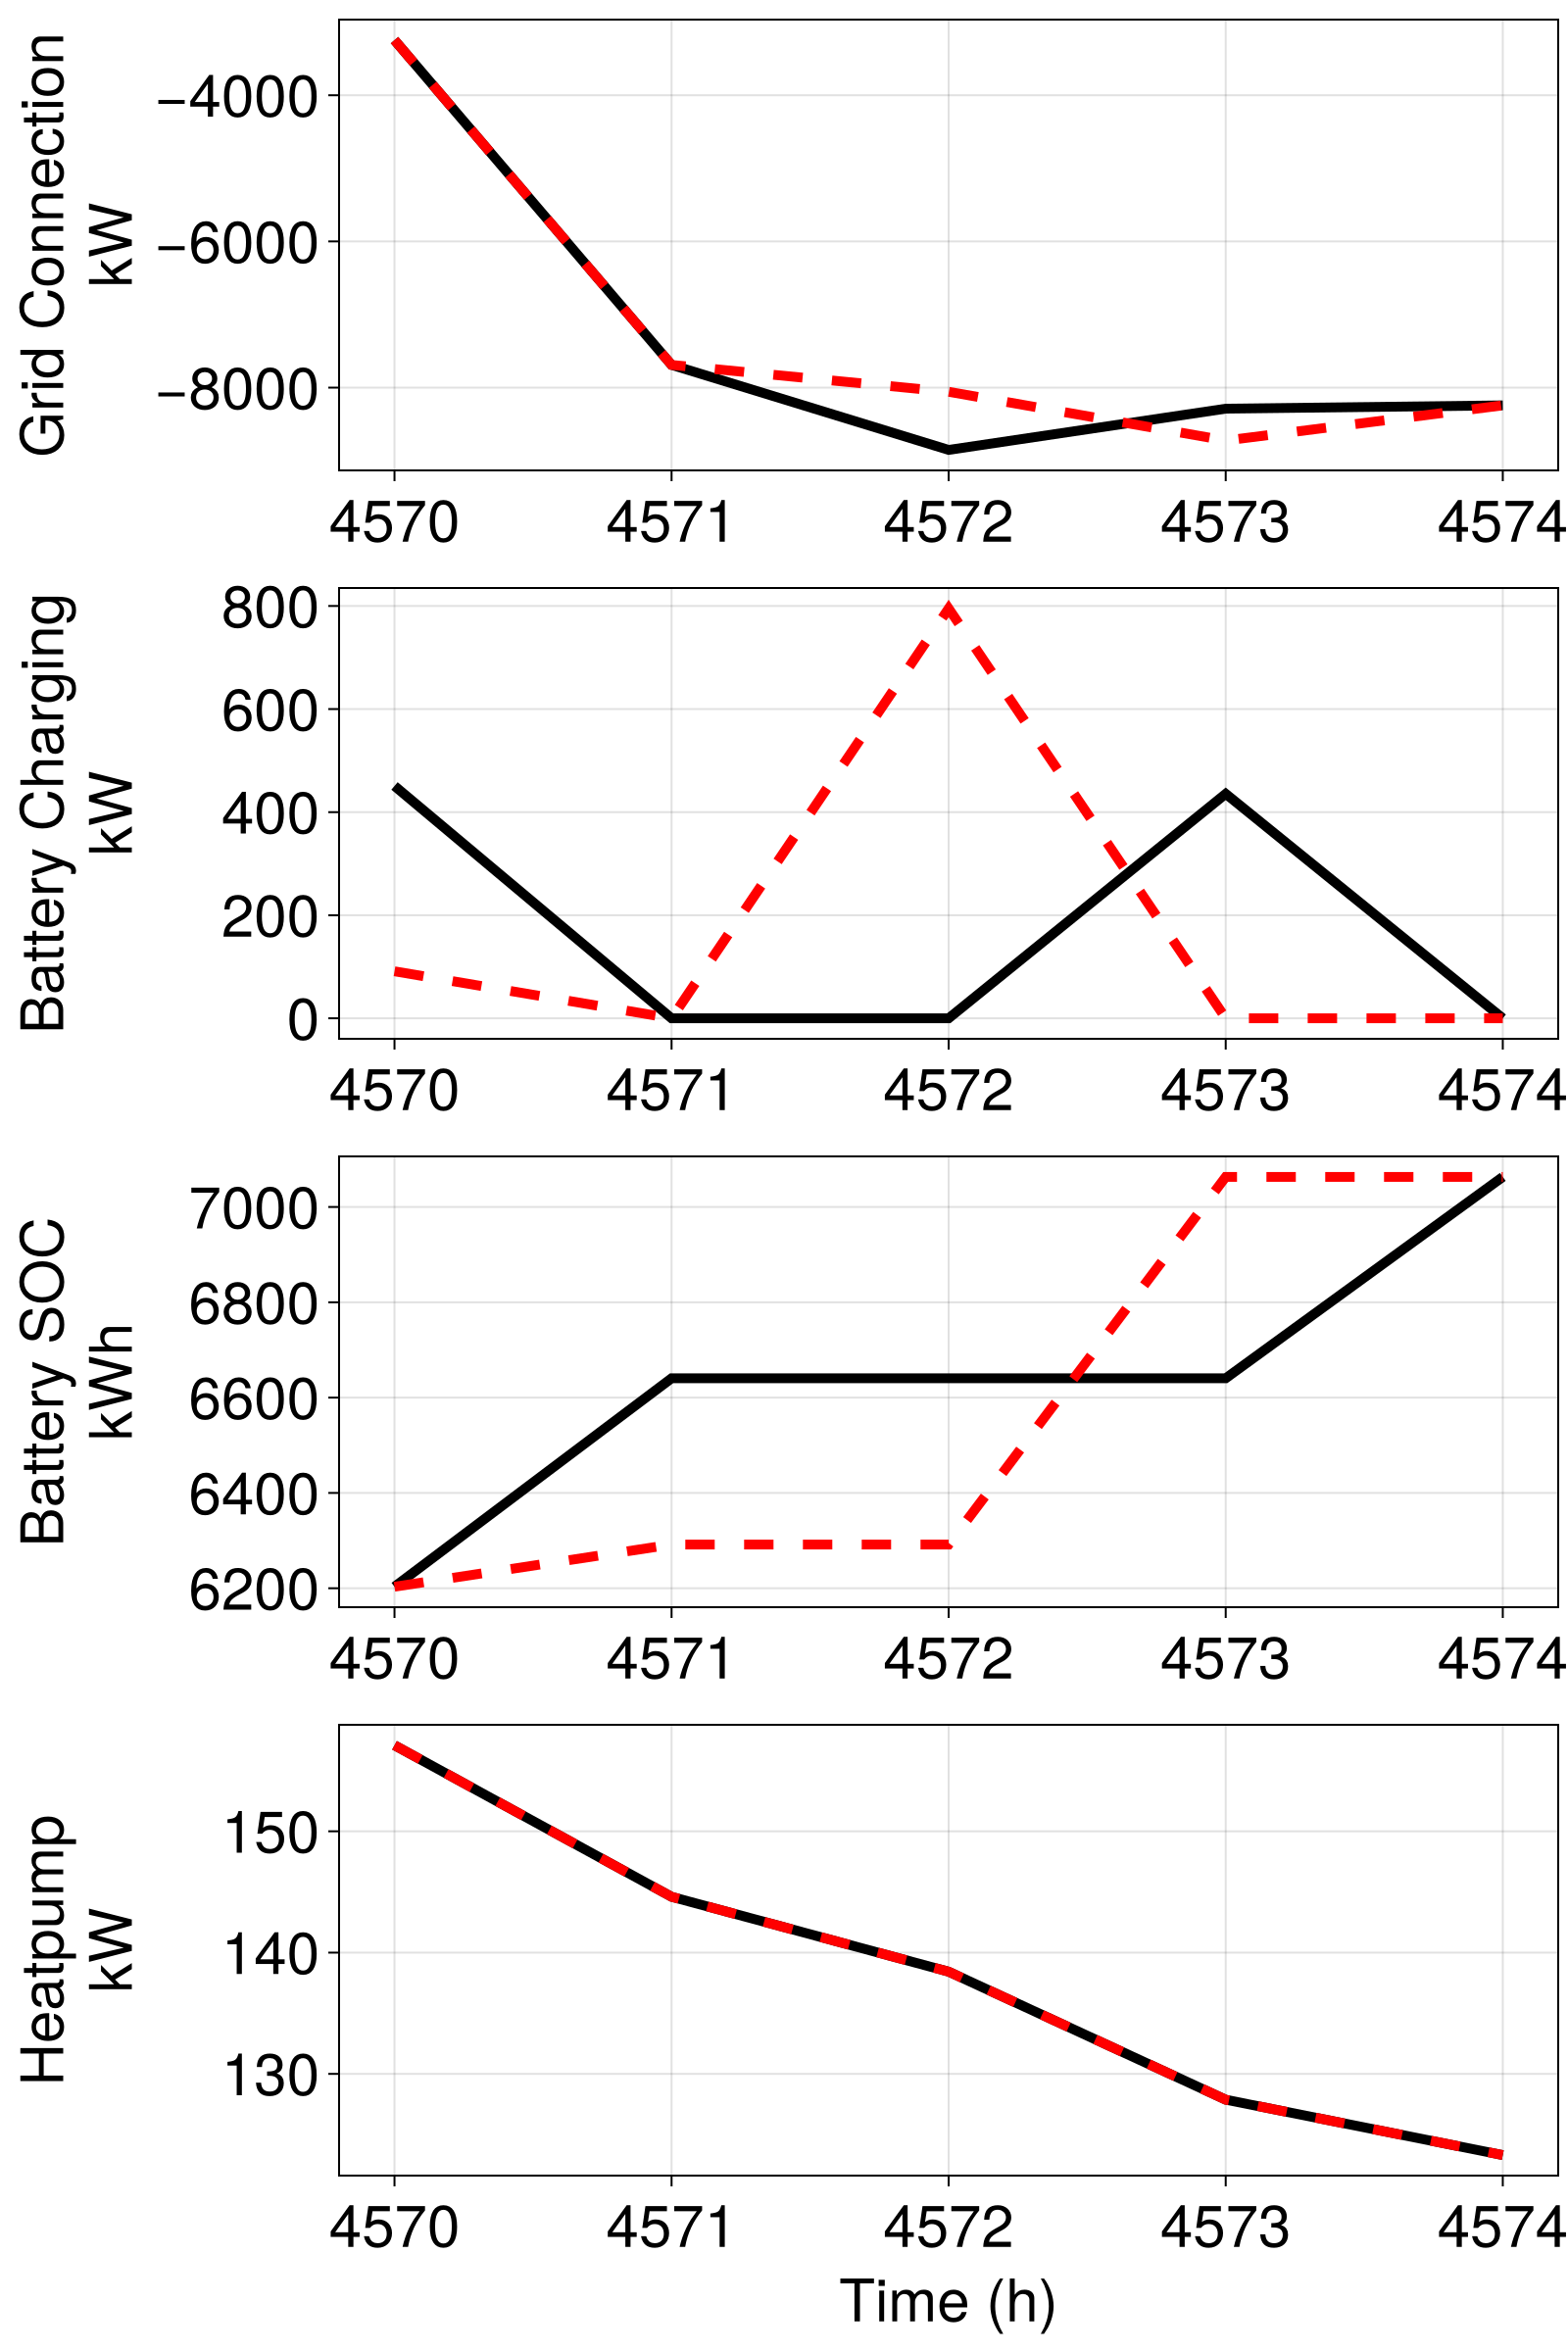 Grid Connection
kW
−4000
−6000
−8000
4570 4571 4572 4573 4574
Battery Charging
kW
800
600
400
200
0
4570 4571 4572 4573 4574
Battery SOC
kWh
7000
6800
6600
6400
6200
4570 4571 4572 4573 4574
Heatpump
kW
150
140
130
4570 4571 4572 4573 4574
Time (h)